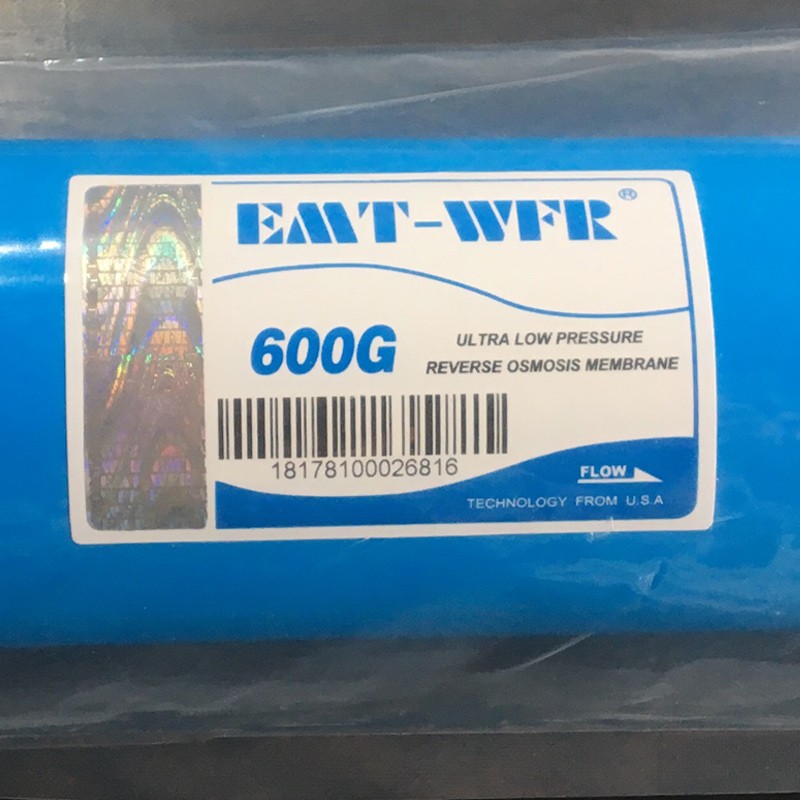 EMT-WFR®
600G
ULTRA LOW PRESSURE
REVERSE OSMOSIS MEMBRANE
18178100026816
FLOW
TECHNOLOGY FROM U.S.A